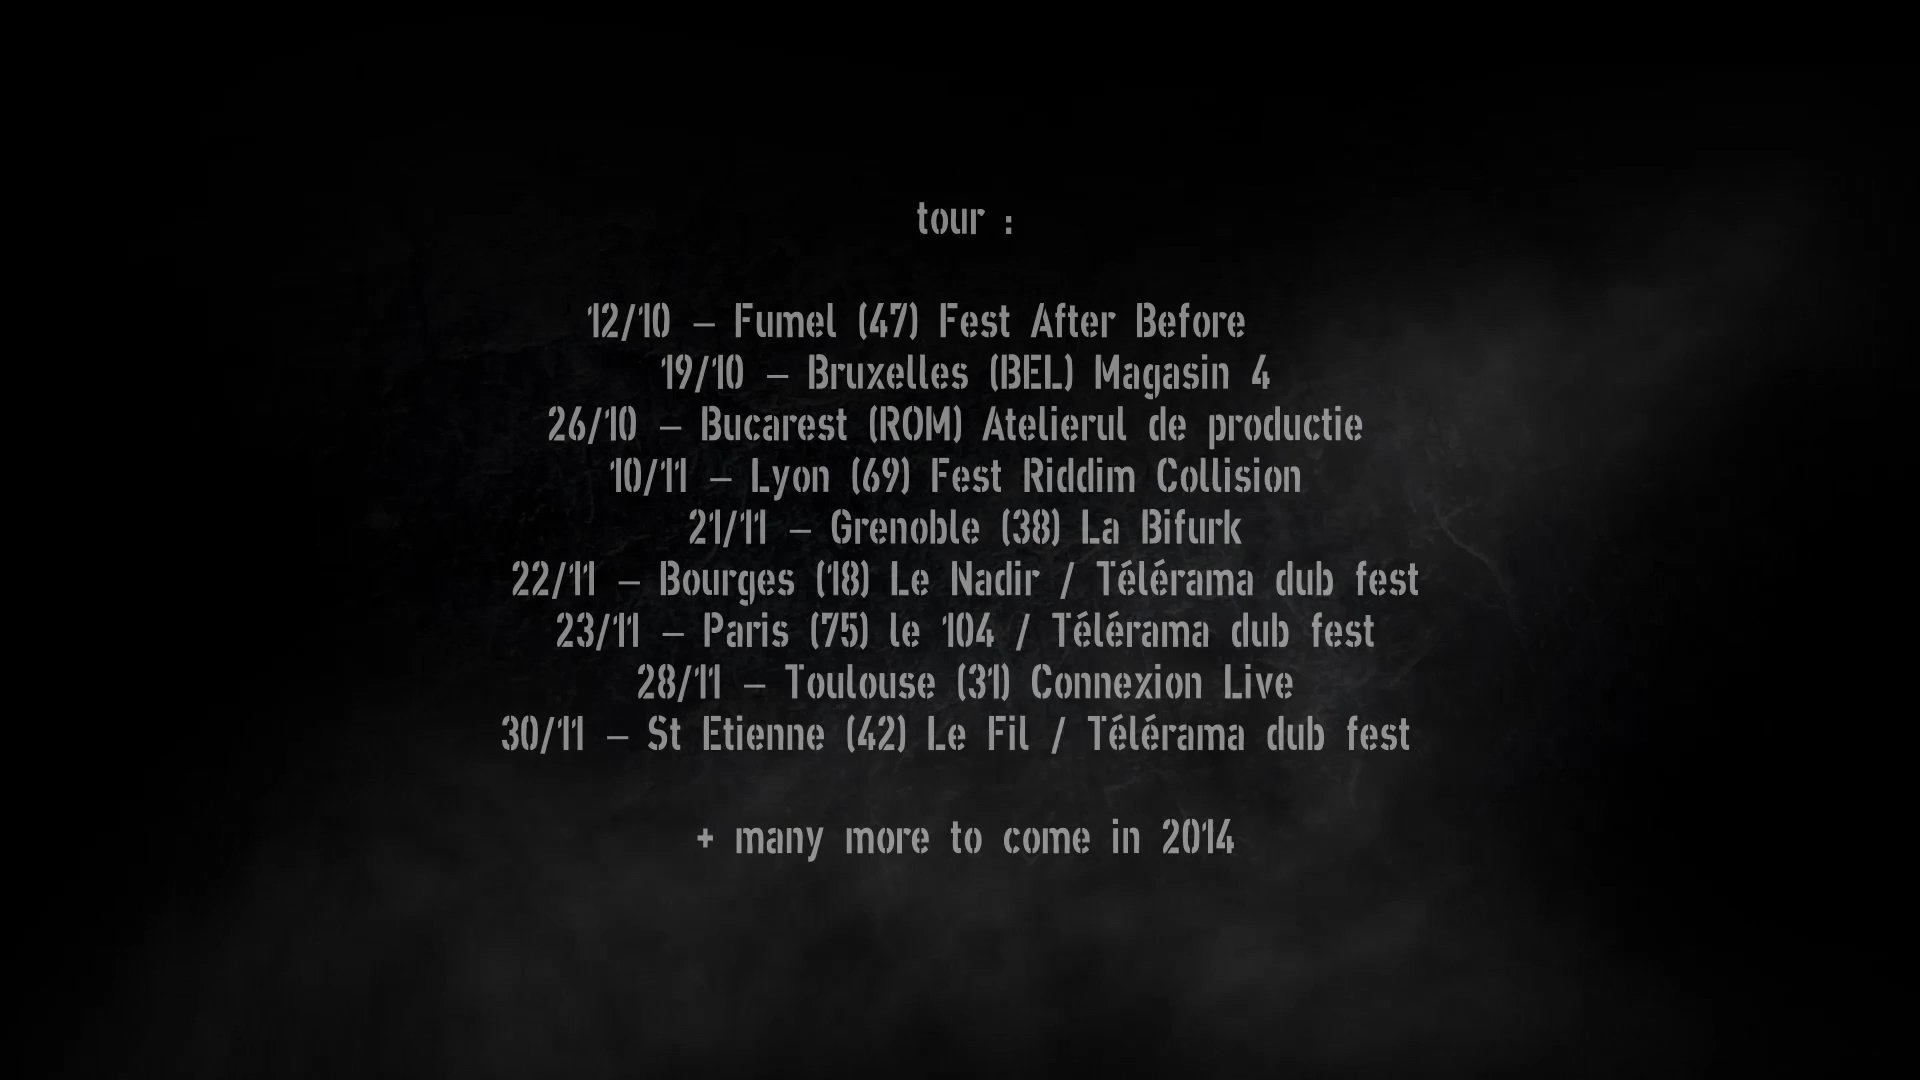 tour :
12/10 – Fumel (47) Fest After Before
19/10 – Bruxelles (BEL) Magasin 4
26/10 – Bucarest (ROM) Atelierul de productie
10/11 – Lyon (69) Fest Riddim Collision
21/11 – Grenoble (38) La Bifurk
22/11 – Bourges (18) Le Nadir / Télérama dub fest
23/11 – Paris (75) le 104 / Télérama dub fest
28/11 – Toulouse (31) Connexion Live
30/11 – St Etienne (42) Le Fil / Télérama dub fest
+ many more to come in 2014